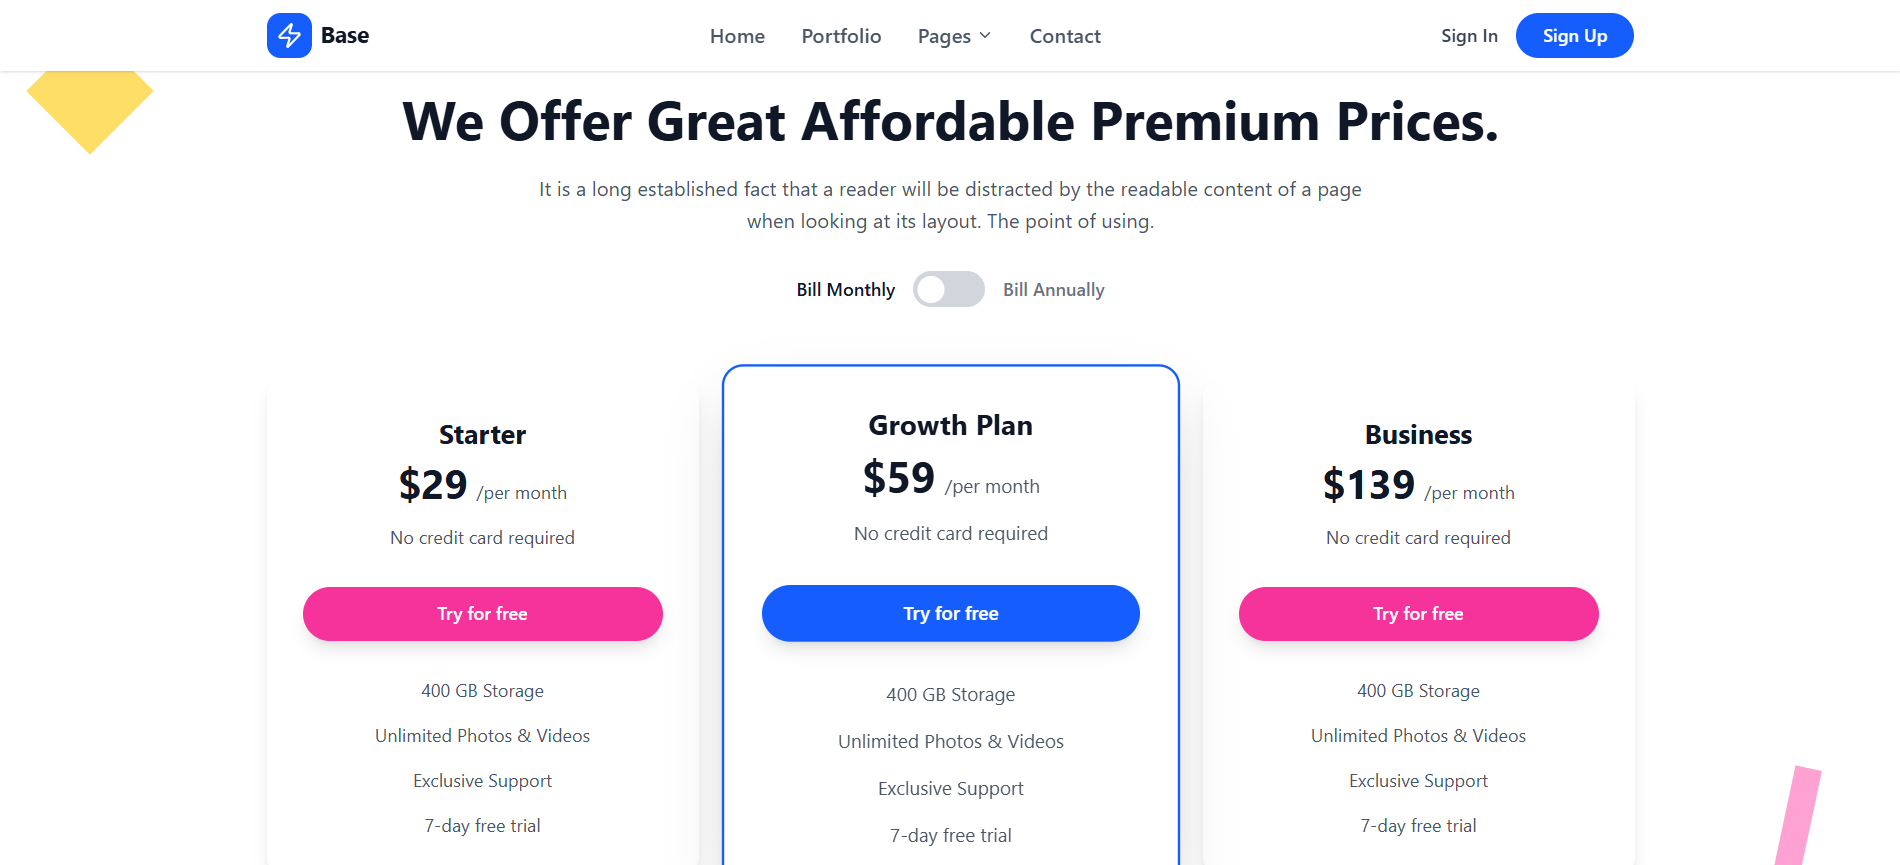 Base
Home Portfolio Pages Contact
Sign In Sign Up
We Offer Great Affordable Premium Prices.
It is a long established fact that a reader will be distracted by the readable content of a page
when looking at its layout. The point of using.
Bill Monthly Bill Annually
Starter
$29 /per month
No credit card required
Try for free
400 GB Storage
Unlimited Photos & Videos
Exclusive Support
7-day free trial
Growth Plan
$59 /per month
No credit card required
Try for free
400 GB Storage
Unlimited Photos & Videos
Exclusive Support
7-day free trial
Business
$139 /per month
No credit card required
Try for free
400 GB Storage
Unlimited Photos & Videos
Exclusive Support
7-day free trial